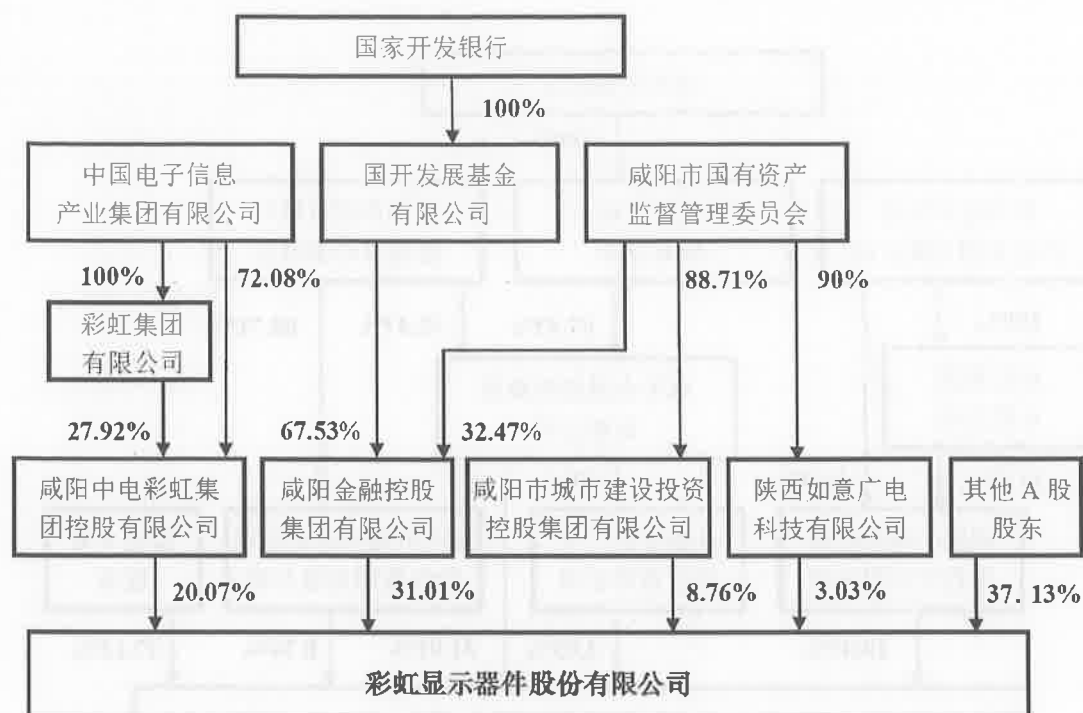 国家开发银行
100%
中国电子信息
产业集团有限公司
国开发展基金
有限公司
咸阳市国有资产
监督管理委员会
100%
72.08%
88.71%
90%
彩虹集团
有限公司
27.92%
67.53%
32.47%
咸阳中电彩虹集
团控股有限公司
咸阳金融控股
集团有限公司
咸阳市城市建设投资
控股集团有限公司
陕西如意广电
科技有限公司
其他 A 股
股东
20.07%
31.01%
8.76%
3.03%
37.13%
彩虹显示器件股份有限公司